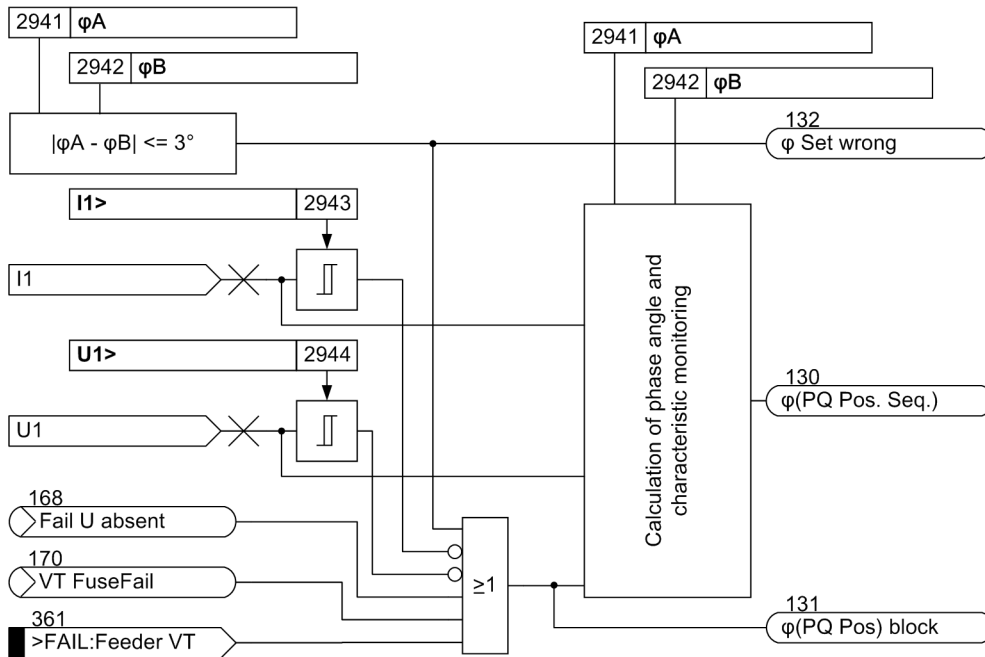 2941 φA
2942 φB
2941 φA
2942 φB
|φA - φB| <= 3°
132
φ Set wrong
I1> 2943
I1
U1> 2944
U1
Calculation of phase angle and
characteristic monitoring
130
φ(PQ Pos. Seq.)
168
Fail U absent
170
VT FuseFail
361
>FAIL:Feeder VT
≥1
131
φ(PQ Pos) block